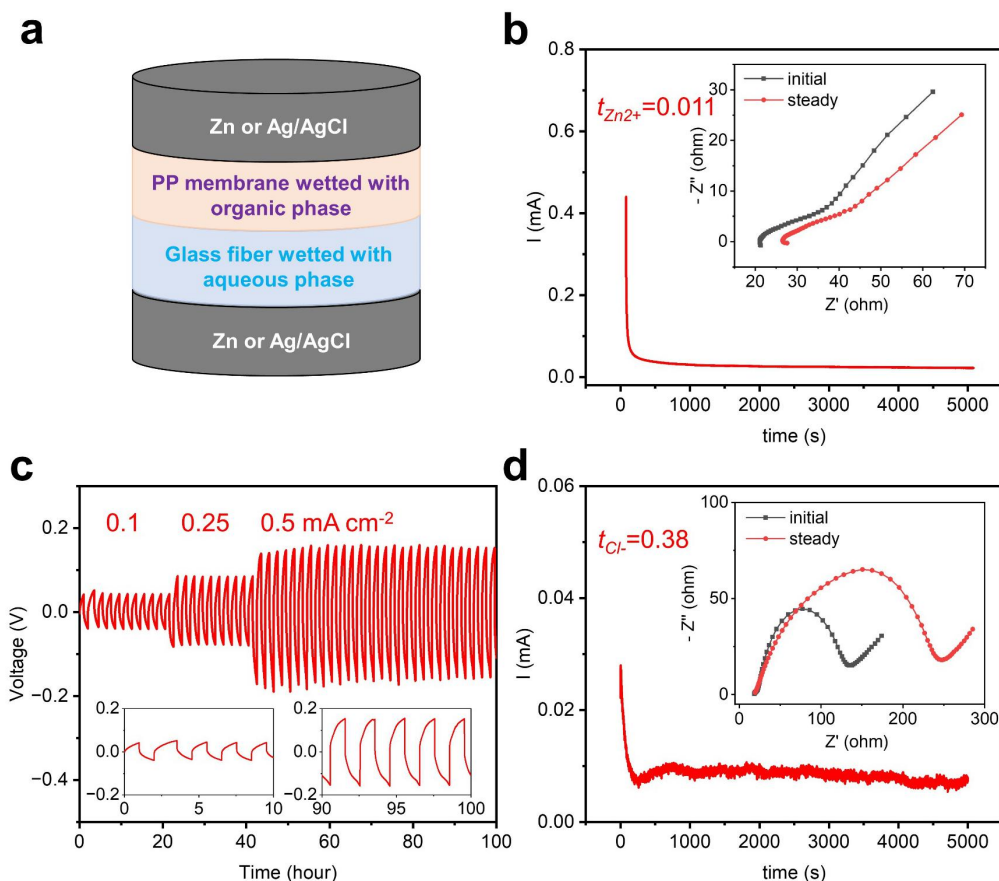 a
Zn or Ag/AgCl
PP membrane wetted with
organic phase
Glass fiber wetted with
aqueous phase
Zn or Ag/AgCl
b
0.8
0.6
0.4
0.2
0.0
I (mA)
0 1000 2000 3000 4000 5000
time (s)
tZn2+=0.011
initial
steady
30
20
10
0
- Z" (ohm)
20 30 40 50 60 70
Z' (ohm)
c
0.2
0.0
−0.2
−0.4
Voltage (V)
0.1 0.25 0.5 mA cm-2
0.2
0.0
−0.2
0 5 10
0.2
0.0
−0.2
90 95 100
0 20 40 60 80 100
Time (hour)
d
0.06
0.04
0.02
0.00
I (mA)
0 1000 2000 3000 4000 5000
time (s)
tCl-=0.38
initial
steady
100
50
0
- Z" (ohm)
0 100 200 300
Z' (ohm)